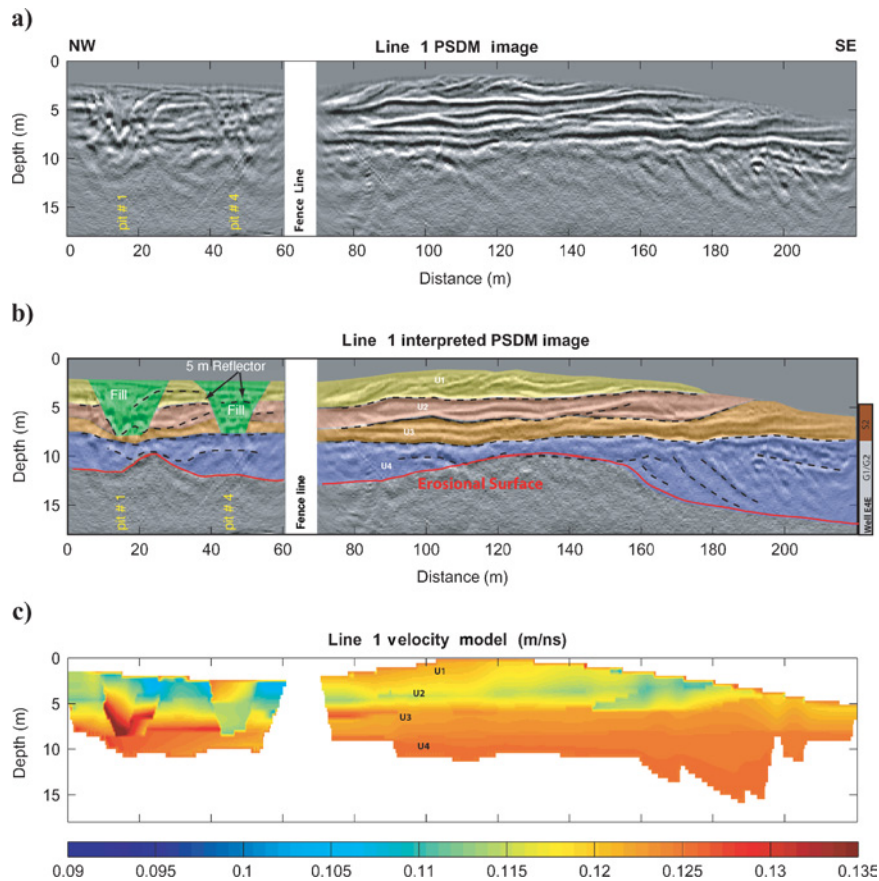 a)
NW
Line 1 PSDM image
SE
0
5
10
15
Depth (m)
pit # 1
pit # 4
Fence Line
0 20 40 60 80 100 120 140 160 180 200
Distance (m)
b)
Line 1 interpreted PSDM image
0
5
10
15
Depth (m)
5 m Reflector
Fill
Fill
U1
U2
U3
U4
Erosional Surface
pit # 1
pit # 4
Fence line
S2
G1/G2
Well E4E
0 20 40 60 80 100 120 140 160 180 200
Distance (m)
c)
Line 1 velocity model (m/ns)
0
5
10
15
Depth (m)
U1
U2
U3
U4
0.09 0.095 0.1 0.105 0.11 0.115 0.12 0.125 0.13 0.135